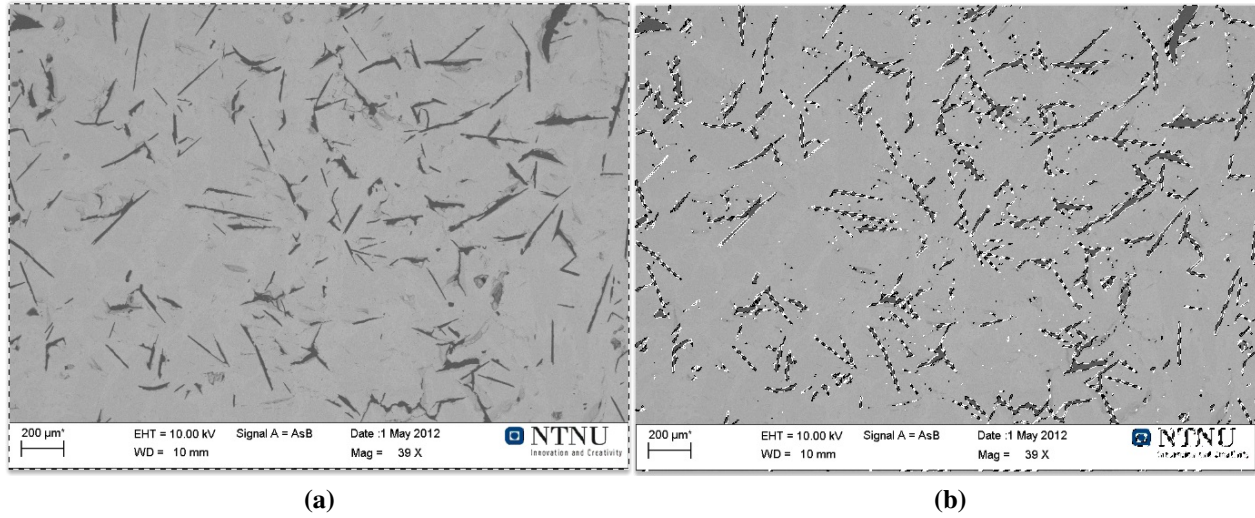 200 µm* EHT = 10.00 kV Signal A = AsB Date :1 May 2012 NTNU
WD = 10 mm Mag = 39 X Innovation and Creativity
200 µm* EHT = 10.00 kV Signal A = AsB Date :1 May 2012 NTNU
WD = 10 mm Mag = 39 X
(a) (b)